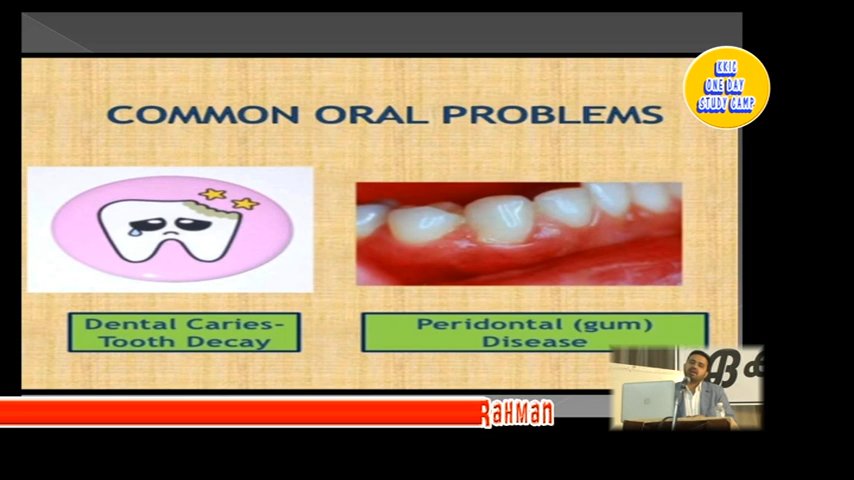 KKIC
ONE DAY
STUDY CAMP
COMMON ORAL PROBLEMS
Dental Caries-
Tooth Decay
Peridontal (gum)
Disease
Rahman